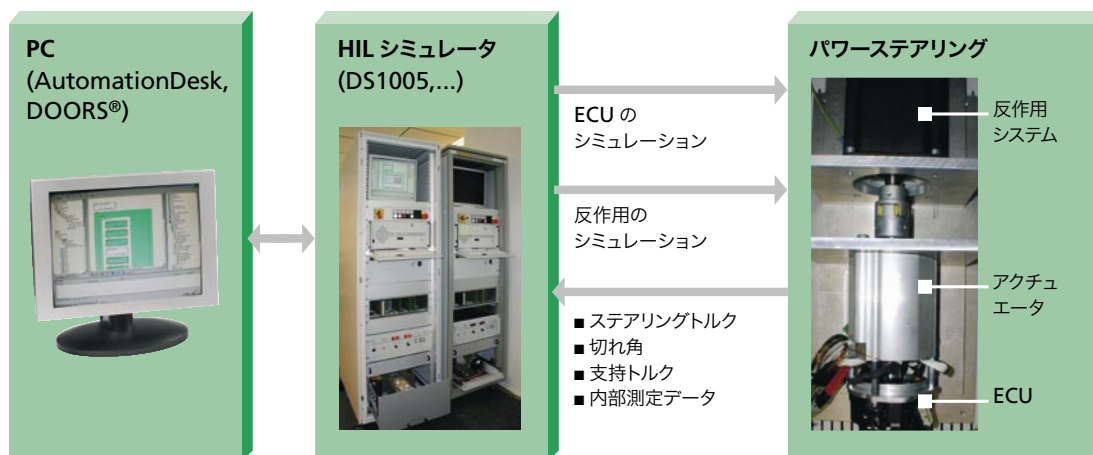 PC
(AutomationDesk,
DOORS®)
HIL シミュレータ
(DS1005,...)
ECU の
シミュレーション
反作用の
シミュレーション
■ ステアリングトルク
■ 切れ角
■ 支持トルク
■ 内部測定データ
パワーステアリング
反作用
システム
アクチュ
エータ
ECU